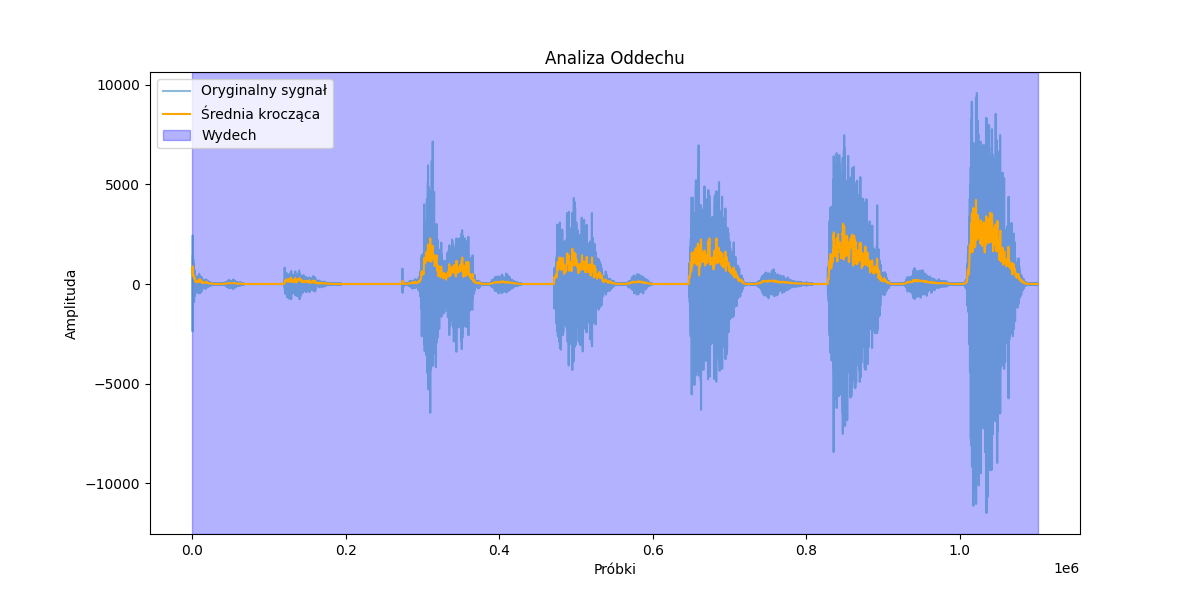 Analiza Oddechu
Oryginalny sygnał
Średnia krocząca
Wydech
Amplituda
10000
5000
0
−5000
−10000
0.0 0.2 0.4 0.6 0.8 1.0
1e6
Próbki